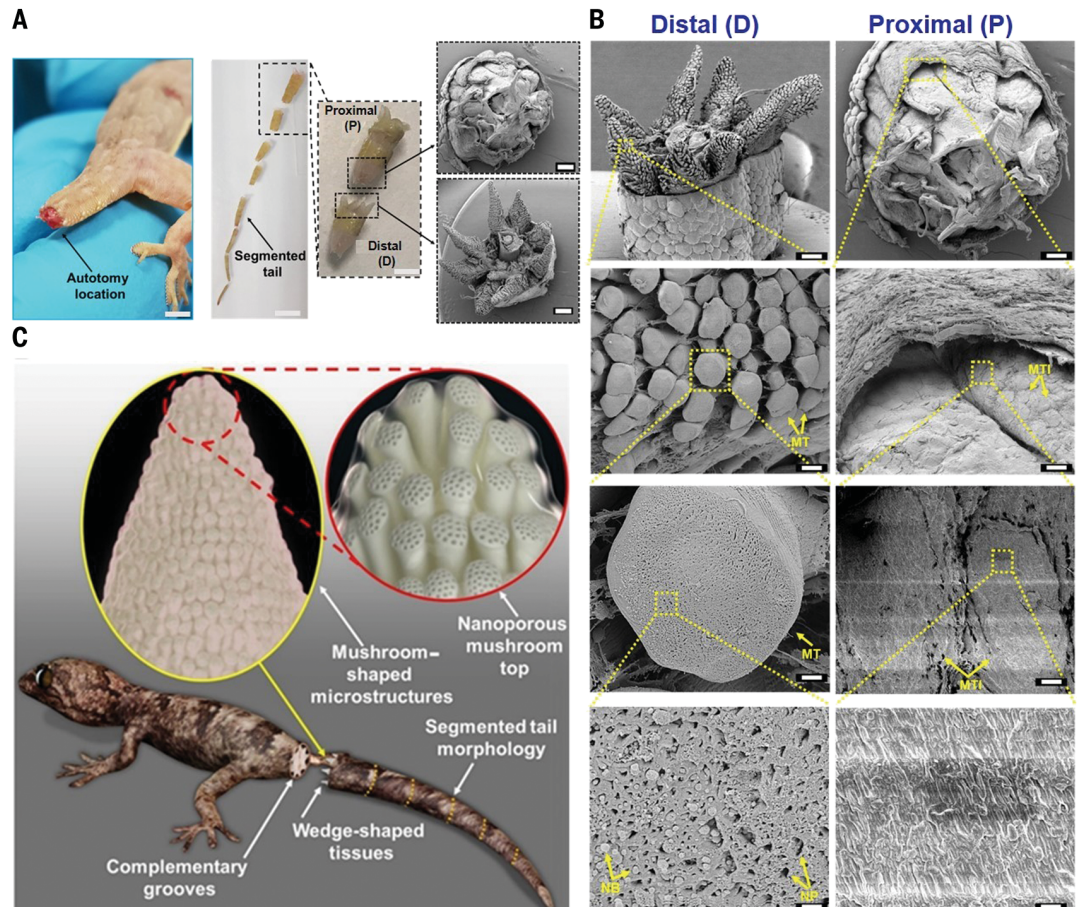 A
Proximal
(P)
Distal
(D)
Segmented
tail
Autotomy
location
B
Distal (D)
Proximal (P)
MT
MTI
MT
MTI
NB
NP
C
Nanoporous
mushroom
top
Mushroom–
shaped
microstructures
Segmented tail
morphology
Wedge-shaped
tissues
Complementary
grooves